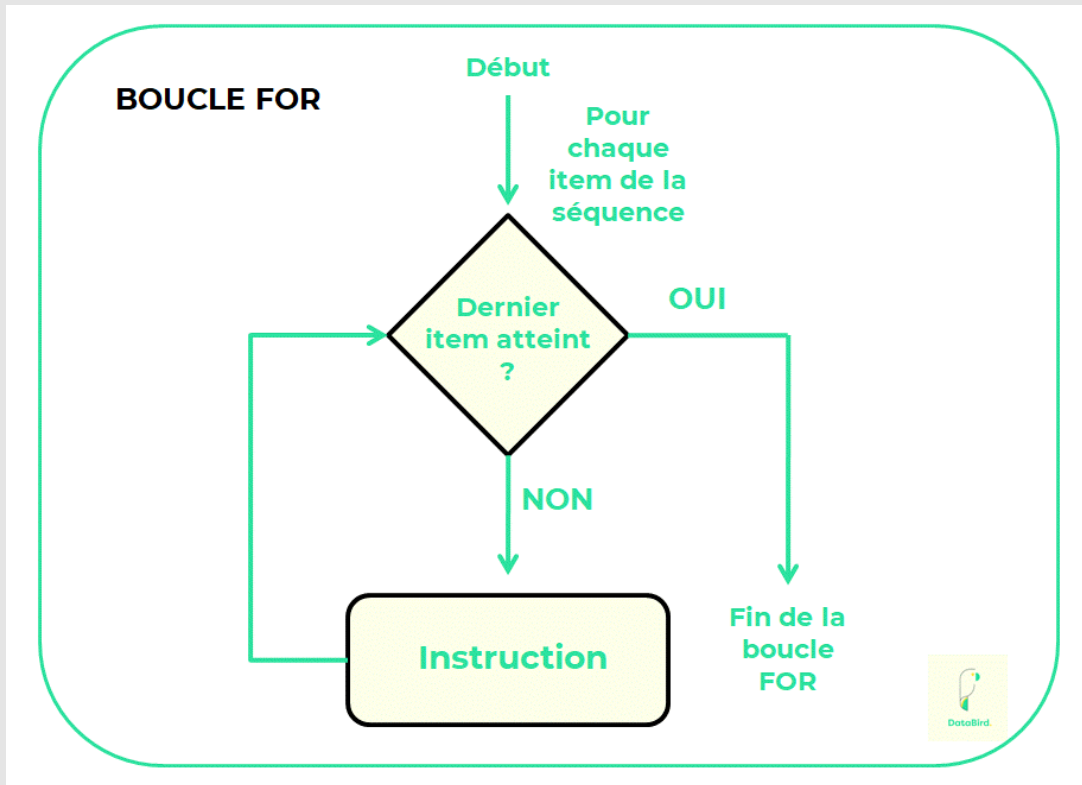 BOUCLE FOR
Début
Pour
chaque
item de la
séquence
Dernier
item atteint
?
OUI
NON
Instruction
Fin de la
boucle
FOR
DataBird.